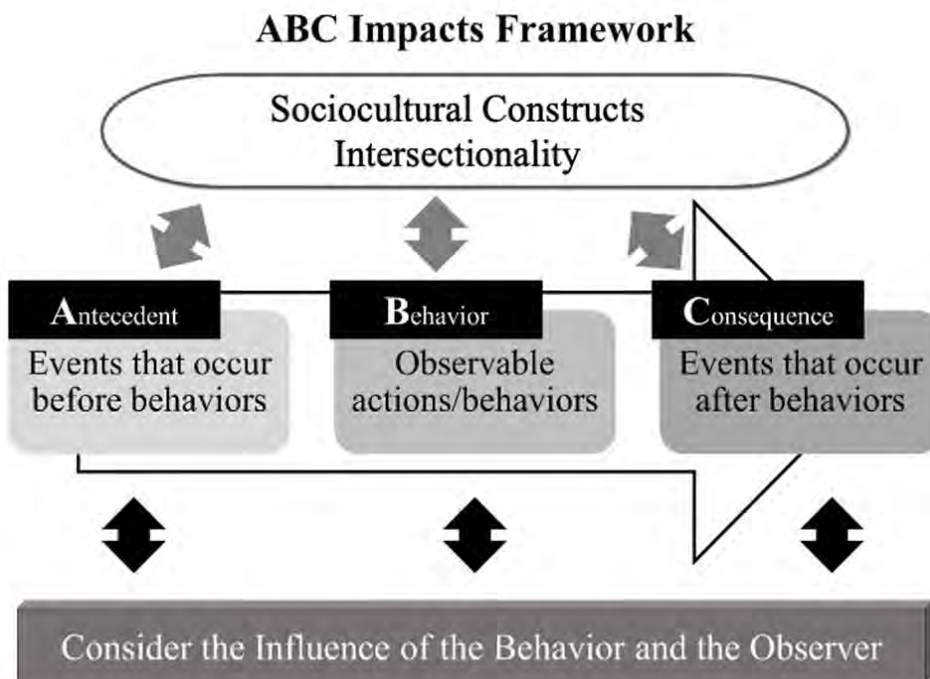 ABC Impacts Framework
Sociocultural Constructs
Intersectionality
Antecedent
Events that occur
before behaviors
Behavior
Observable
actions/behaviors
Consequence
Events that occur
after behaviors
Consider the Influence of the Behavior and the Observer